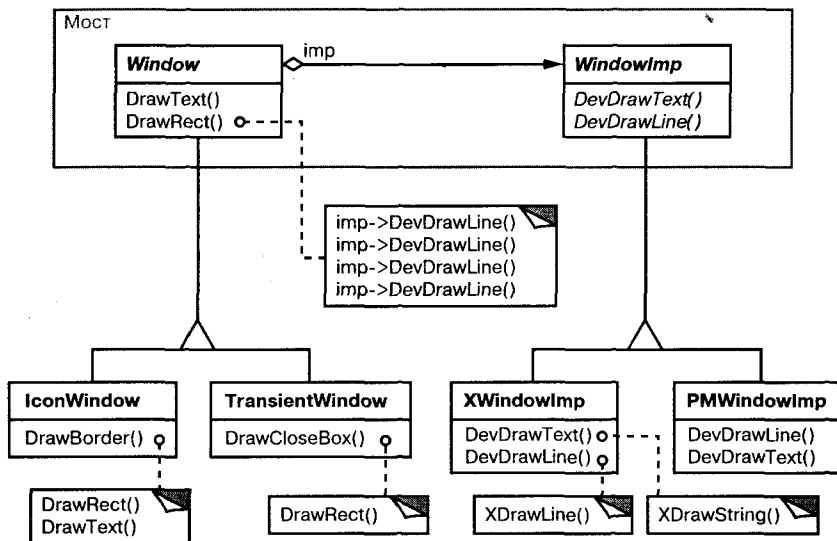 Мост
Window
imp
WindowImp
DrawText()
DrawRect()
DevDrawText()
DevDrawLine()
imp->DevDrawLine()
imp->DevDrawLine()
imp->DevDrawLine()
imp->DevDrawLine()
IconWindow
DrawBorder()
TransientWindow
DrawCloseBox()
XWindowImp
DevDrawText()
DevDrawLine()
PMWindowImp
DevDrawLine()
DevDrawText()
DrawRect()
DrawText()
DrawRect()
XDrawLine()
XDrawString()